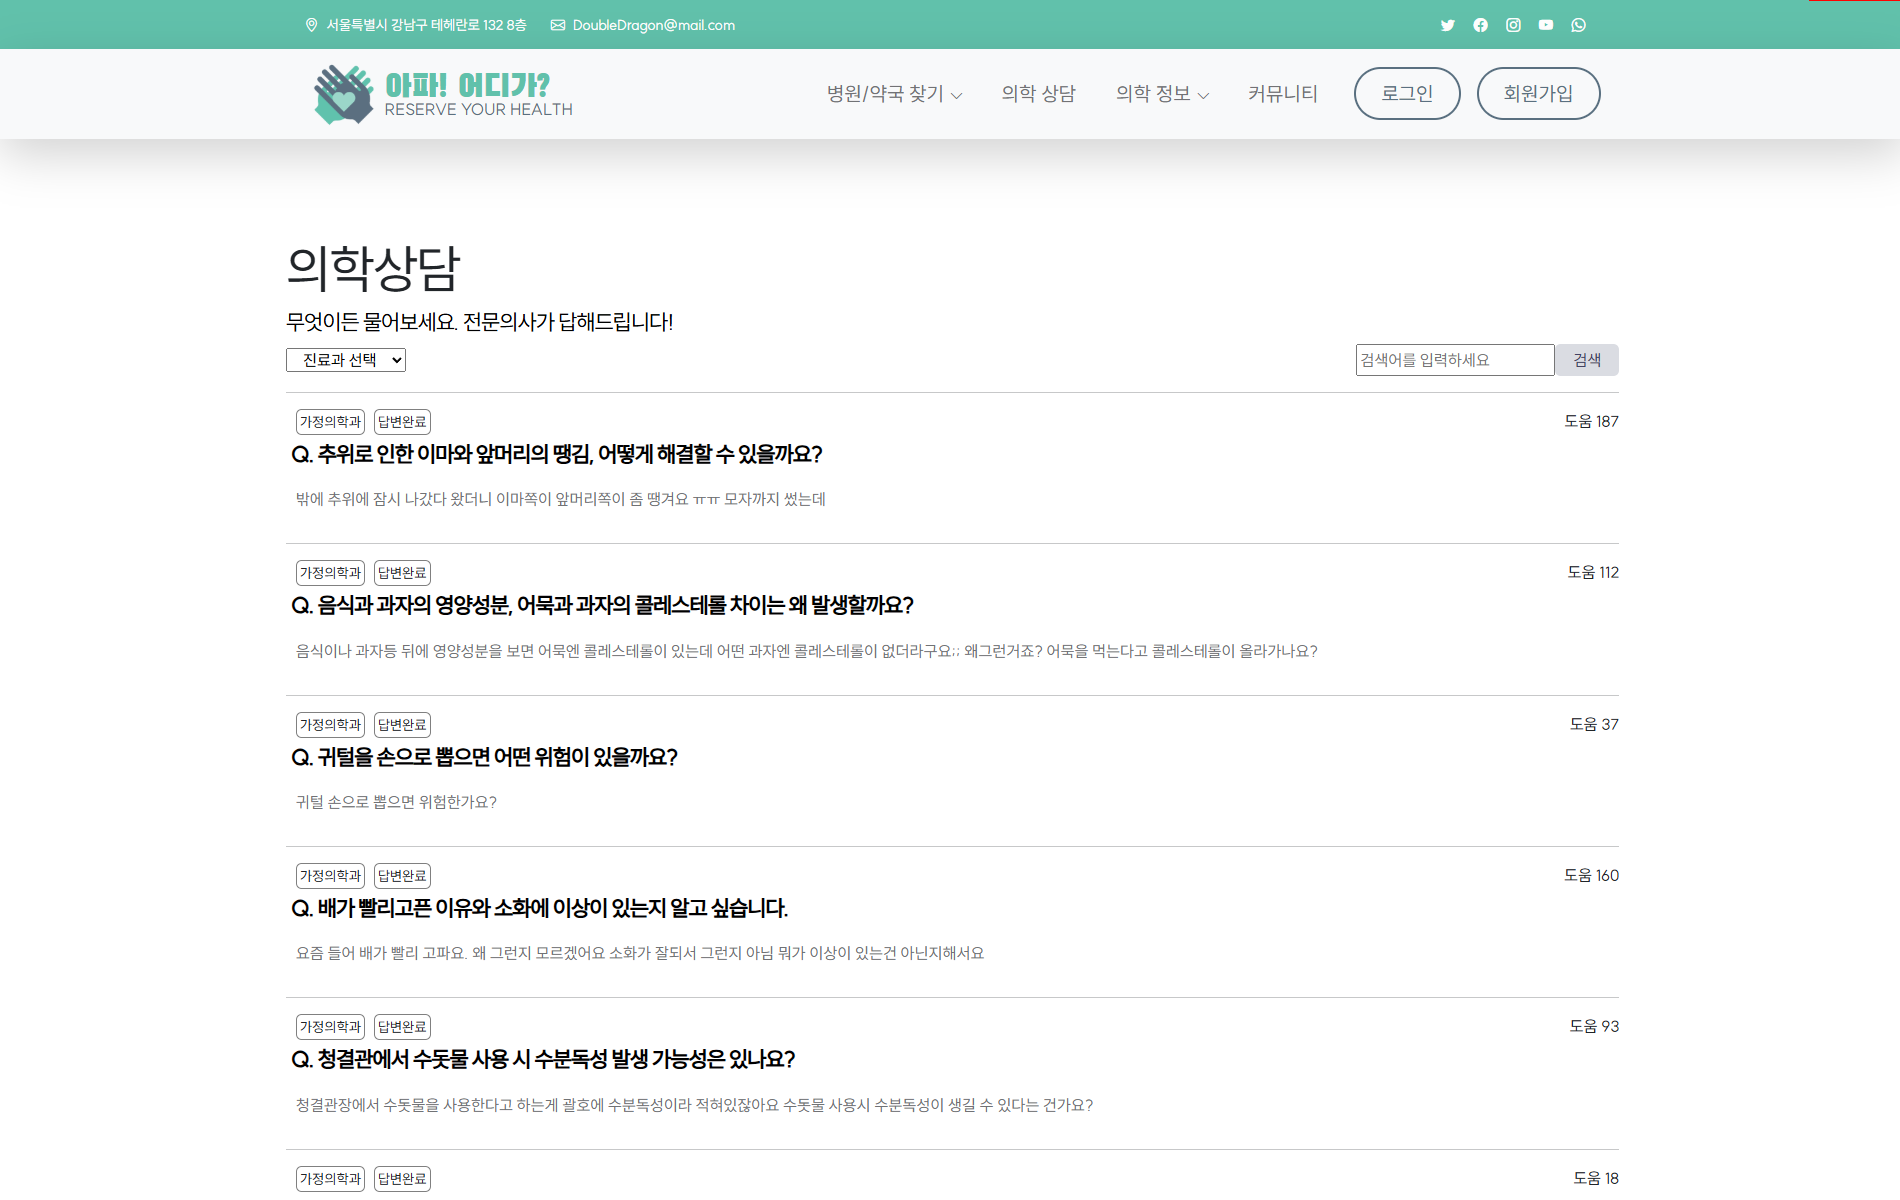 서울특별시 강남구 테헤란로 132 8층 DoubleDragon@mail.com
아파! 어디가?
RESERVE YOUR HEALTH
병원/약국 찾기 의학 상담 의학 정보 커뮤니티 로그인 회원가입
의학상담
무엇이든 물어보세요. 전문의사가 답해드립니다!
진료과 선택 검색어를 입력하세요 검색
가정의학과 답변완료 도움 187
Q. 추위로 인한 이마와 앞머리의 땡김, 어떻게 해결할 수 있을까요?
밖에 추위에 잠시 나갔다 왔더니 이마쪽이 앞머리쪽이 좀 땡겨요 ㅠㅠ 모자까지 썼는데
가정의학과 답변완료 도움 112
Q. 음식과 과자의 영양성분, 어묵과 과자의 콜레스테롤 차이는 왜 발생할까요?
음식이나 과자등 뒤에 영양성분을 보면 어묵엔 콜레스테롤이 있는데 어떤 과자엔 콜레스테롤이 없더라구요;; 왜그런거죠? 어묵을 먹는다고 콜레스테롤이 올라가나요?
가정의학과 답변완료 도움 37
Q. 귀털을 손으로 뽑으면 어떤 위험이 있을까요?
귀털 손으로 뽑으면 위험한가요?
가정의학과 답변완료 도움 160
Q. 배가 빨리고픈 이유와 소화에 이상이 있는지 알고 싶습니다.
요즘 들어 배가 빨리 고파요. 왜 그런지 모르겠어요 소화가 잘되서 그런지 아님 뭐가 이상이 있는건 아닌지해서요
가정의학과 답변완료 도움 93
Q. 청결관에서 수돗물 사용 시 수분독성 발생 가능성은 있나요?
청결관장에서 수돗물을 사용한다고 하는게 괄호에 수분독성이라 적혀있잖아요 수돗물 사용시 수분독성이 생길 수 있다는 건가요?
가정의학과 답변완료 도움 18